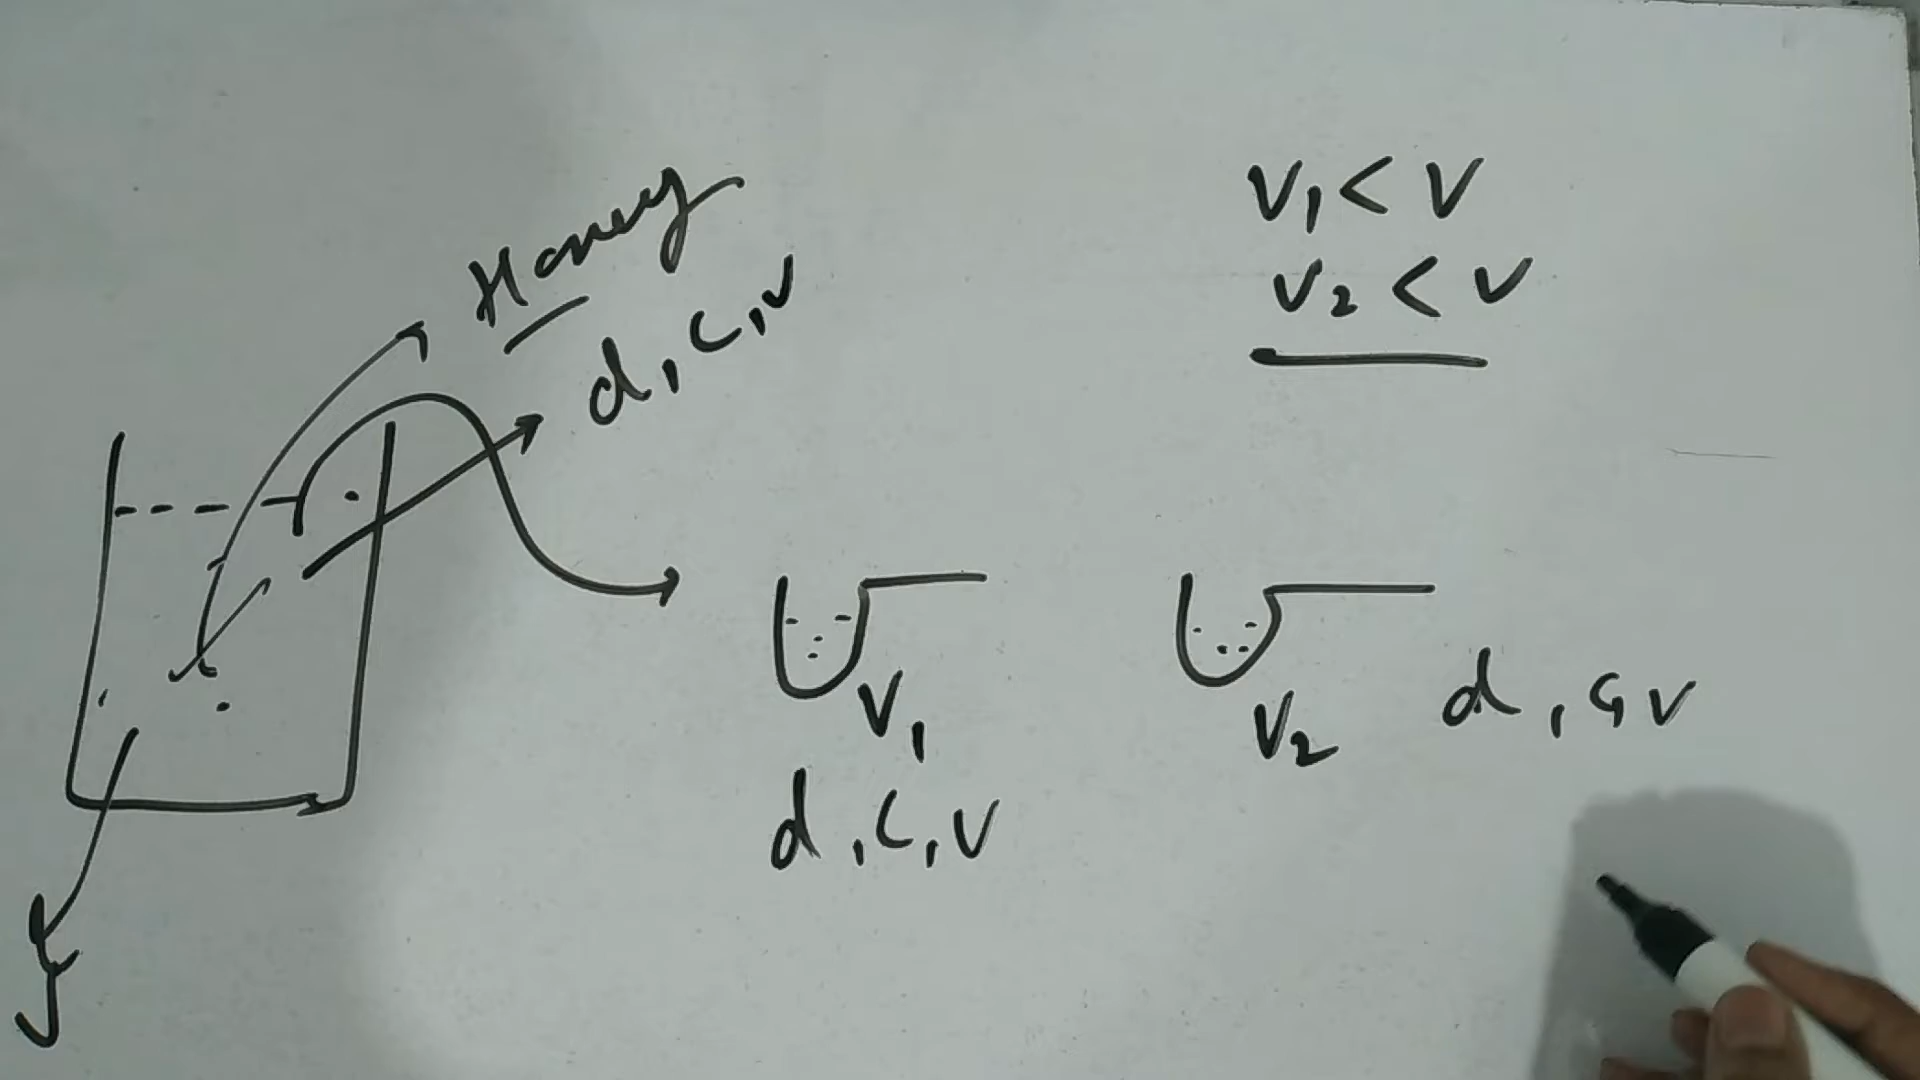 Honey
d, c, v
V₁ < V
V₂ < V
V₁
d, c, v
V₂
d, c, v